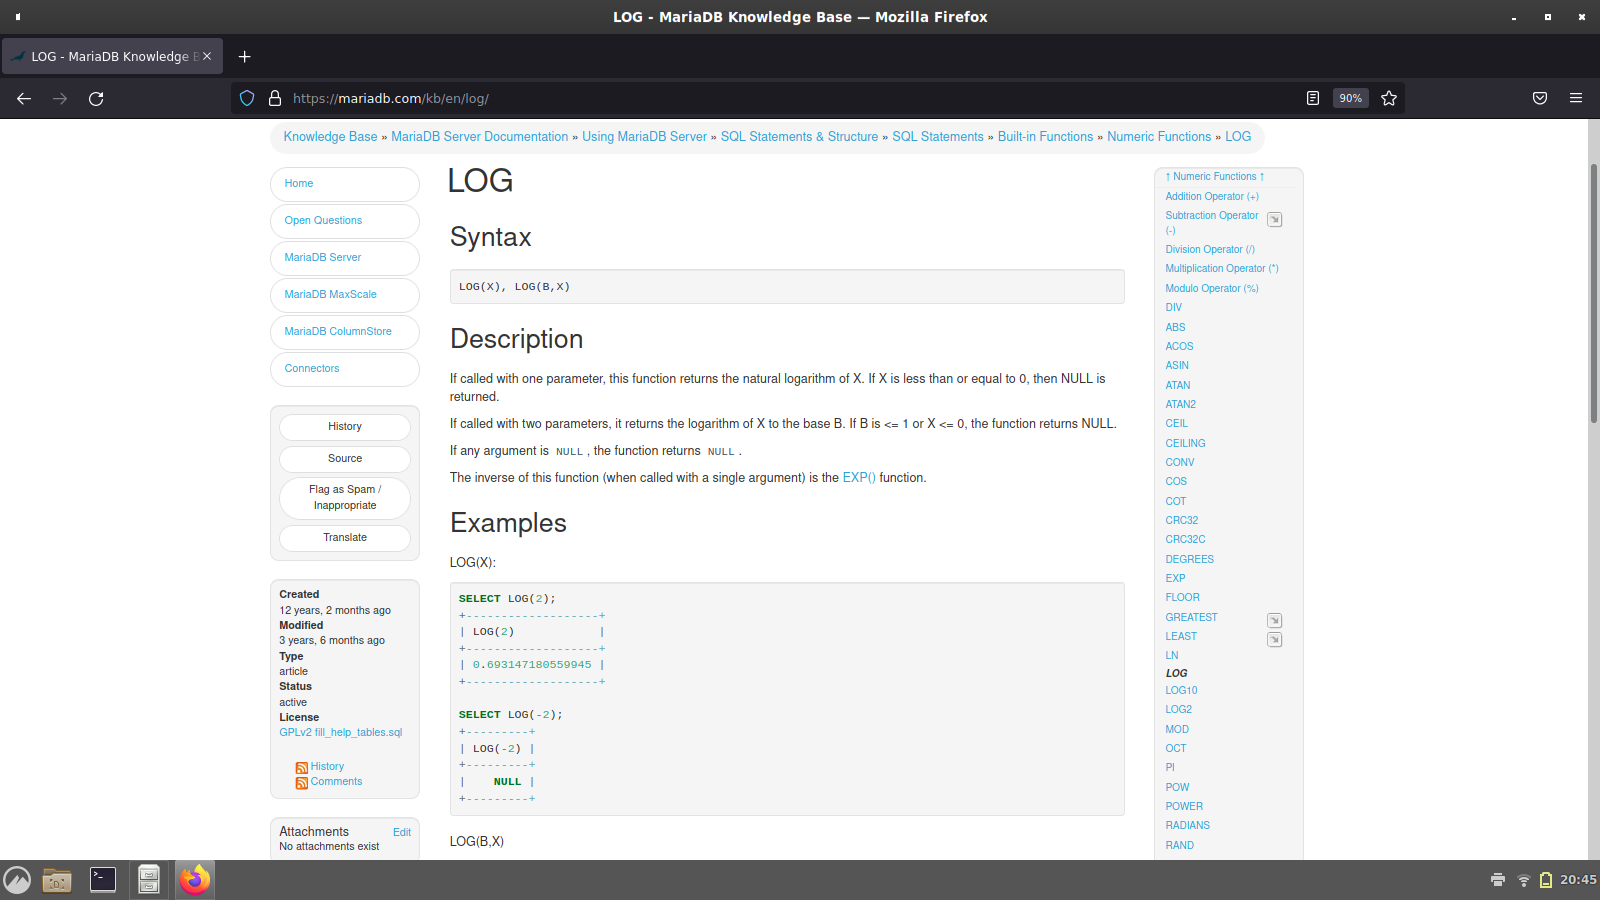 LOG - MariaDB Knowledge Base — Mozilla Firefox
LOG - MariaDB Knowledge B
https://mariadb.com/kb/en/log/
90%
Knowledge Base » MariaDB Server Documentation » Using MariaDB Server » SQL Statements & Structure » SQL Statements » Built-in Functions » Numeric Functions » LOG
Home
Open Questions
MariaDB Server
MariaDB MaxScale
MariaDB ColumnStore
Connectors
History
Source
Flag as Spam /
Inappropriate
Translate
Created
12 years, 2 months ago
Modified
3 years, 6 months ago
Type
article
Status
active
License
GPLv2 fill_help_tables.sql
History
Comments
Attachments Edit
No attachments exist
LOG
Syntax
LOG(X), LOG(B,X)
Description
If called with one parameter, this function returns the natural logarithm of X. If X is less than or equal to 0, then NULL is
returned.
If called with two parameters, it returns the logarithm of X to the base B. If B is <= 1 or X <= 0, the function returns NULL.
If any argument is NULL, the function returns NULL.
The inverse of this function (when called with a single argument) is the EXP() function.
Examples
LOG(X):
SELECT LOG(2);
+-------------------+
| LOG(2)            |
+-------------------+
| 0.693147180559945 |
+-------------------+
SELECT LOG(-2);
+---------+
| LOG(-2) |
+---------+
|    NULL |
+---------+
LOG(B,X)
↑ Numeric Functions ↑
Addition Operator (+)
Subtraction Operator
(-)
Division Operator (/)
Multiplication Operator (*)
Modulo Operator (%)
DIV
ABS
ACOS
ASIN
ATAN
ATAN2
CEIL
CEILING
CONV
COS
COT
CRC32
CRC32C
DEGREES
EXP
FLOOR
GREATEST
LEAST
LN
LOG
LOG10
LOG2
MOD
OCT
PI
POW
POWER
RADIANS
RAND
20:45